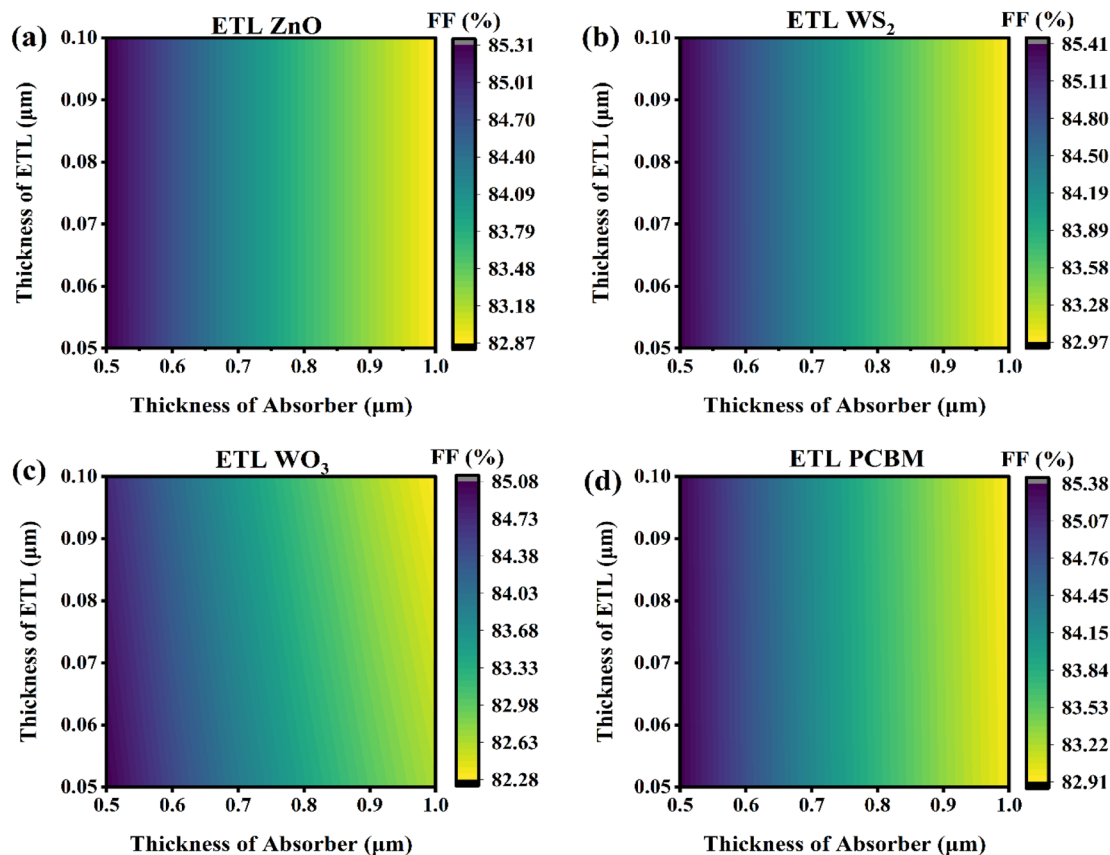 (a)
ETL ZnO
FF (%)
Thickness of ETL (μm)
0.10
0.09
0.08
0.07
0.06
0.05
0.5 0.6 0.7 0.8 0.9 1.0
Thickness of Absorber (μm)
85.31
85.01
84.70
84.40
84.09
83.79
83.48
83.18
82.87
(b)
ETL WS₂
FF (%)
Thickness of ETL (μm)
0.10
0.09
0.08
0.07
0.06
0.05
0.5 0.6 0.7 0.8 0.9 1.0
Thickness of Absorber (μm)
85.41
85.11
84.80
84.50
84.19
83.89
83.58
83.28
82.97
(c)
ETL WO₃
FF (%)
Thickness of ETL (μm)
0.10
0.09
0.08
0.07
0.06
0.05
0.5 0.6 0.7 0.8 0.9 1.0
Thickness of Absorber (μm)
85.08
84.73
84.38
84.03
83.68
83.33
82.98
82.63
82.28
(d)
ETL PCBM
FF (%)
Thickness of ETL (μm)
0.10
0.09
0.08
0.07
0.06
0.05
0.5 0.6 0.7 0.8 0.9 1.0
Thickness of Absorber (μm)
85.38
85.07
84.76
84.45
84.15
83.84
83.53
83.22
82.91